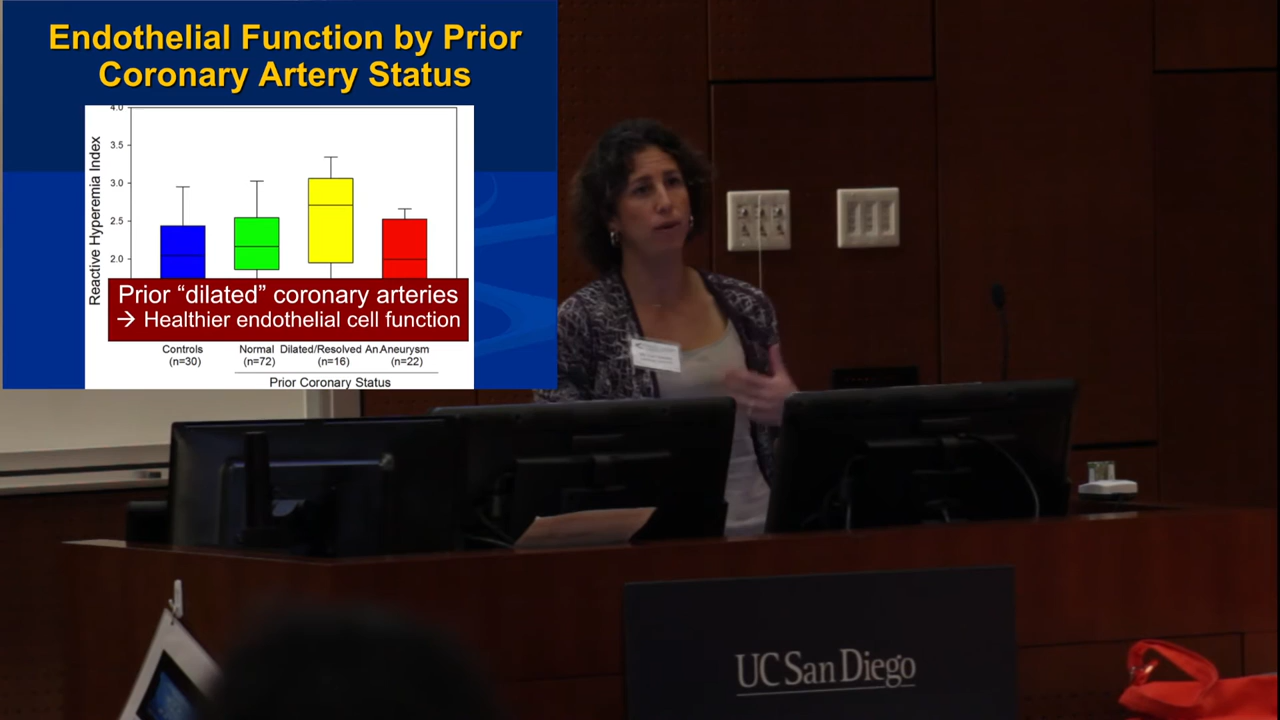 Endothelial Function by Prior
Coronary Artery Status
4.0
3.5
3.0
2.5
2.0
Reactive Hyperemia Index
Prior “dilated” coronary arteries
→ Healthier endothelial cell function
Controls
(n=30)
Normal
(n=72)
Dilated/Resolved An
(n=16)
Aneurysm
(n=22)
Prior Coronary Status
UC San Diego